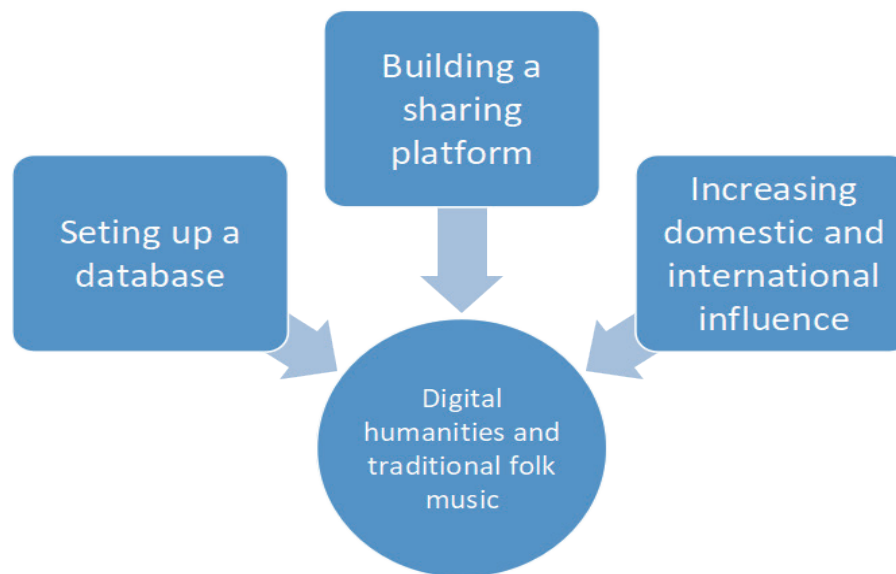 Building a
sharing
platform
Seting up a
database
Increasing
domestic and
international
influence
Digital
humanities and
traditional folk
music